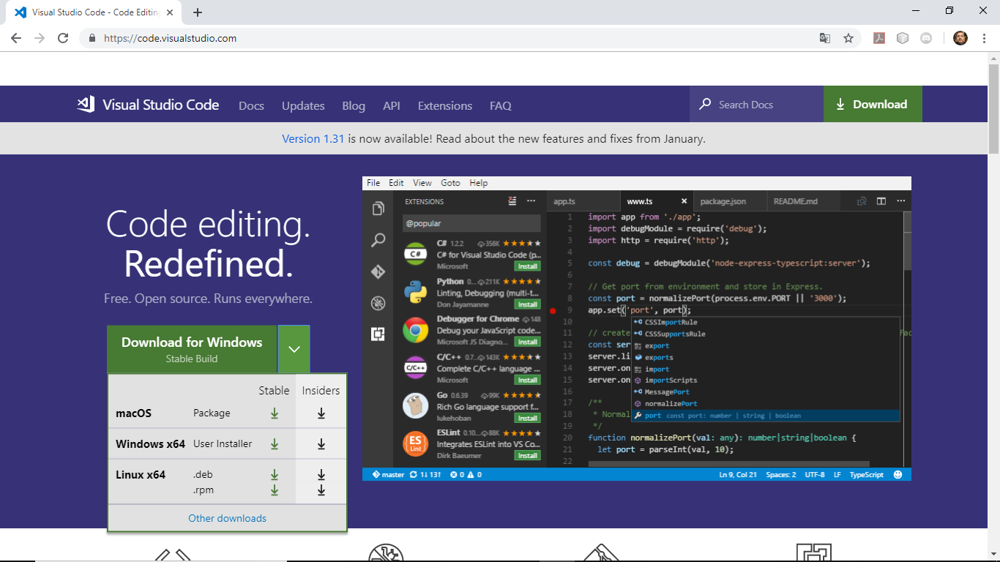 Visual Studio Code - Code Editin
https://code.visualstudio.com
Visual Studio Code Docs Updates Blog API Extensions FAQ Search Docs Download
Version 1.31 is now available! Read about the new features and fixes from January.
Code editing.
Redefined.
Free. Open source. Runs everywhere.
Download for Windows
Stable Build
Stable Insiders
macOS Package
Windows x64 User Installer
Linux x64 .deb
.rpm
Other downloads
File Edit View Goto Help
EXTENSIONS
@popular
C# 1.2.2 356K
C# for Visual Studio Code (p...
Microsoft Install
Python 0... 211K
Linting, Debugging (multi-t...
Don Jayamanne Install
Debugger for Chrome 148
Debug your JavaScript code...
Microsoft JS Diagno... Install
C/C++ 0.7... 143K
Complete C/C++ language ...
Microsoft Install
Go 0.6.39 99K
Rich Go language support f...
lukehoban Install
ESLint 0.10... 88K
Integrates ESLint into VS Co...
Dirk Baeumer Install
C#
C/C++
ES
Lint
app.ts www.ts package.json README.md
1 import app from './app';
2 import debugModule = require('debug');
3 import http = require('http');
4
5 const debug = debugModule('node-express-typescript:server');
6
7 // Get port from environment and store in Express.
8 const port = normalizePort(process.env.PORT || '3000');
9 app.set('port', port);
10
11 // create
12 const ser
13 server.li
14 server.on
15 server.on
16
17 /**
18 * Normal
19 */
20 function normalizePort(val: any): number|string|boolean {
21 let port = parseInt(val, 10);
22
CSSImportRule
CSSSupportsRule
export
exports
import
importScripts
MessagePort
normalizePort
port const port: number | string | boolean
master 1↓ 13↑ 0 0 Ln 9, Col 21 Spaces: 2 UTF-8 LF TypeScript